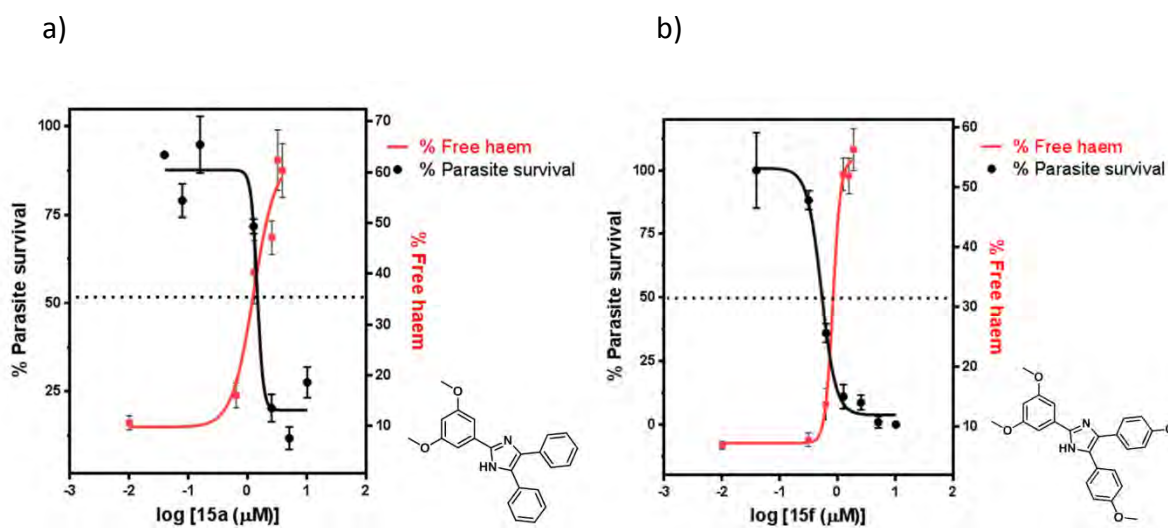 a)
100
75
50
25
% Parasite survival
-3
-2
-1
0
1
2
log [15a (μM)]
70
60
50
40
30
20
10
% Free haem
% Free haem
% Parasite survival
O
O
N
HN
b)
100
75
50
25
0
% Parasite survival
-3
-2
-1
0
1
2
log [15f (μM)]
60
50
40
30
20
10
% Free haem
% Free haem
% Parasite survival
O
O
N
HN
O